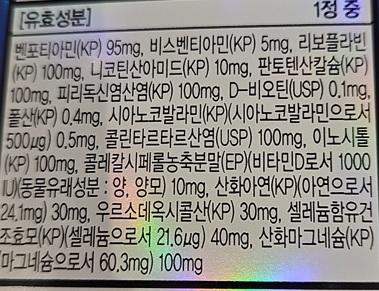 [유효성분] 1정 중
벤포티아민(KP) 95mg, 비스벤티아민(KP) 5mg, 리보플라빈
(KP) 100mg, 니코틴산아미드(KP) 10mg, 판토텐산칼슘(KP)
100mg, 피리독신염산염(KP) 100mg, D-비오틴(USP) 0.1mg,
폴산(KP) 0.4mg, 시아노코발라민(KP)(시아노코발라민으로서
500μg) 0.5mg, 콜린타르타르산염(USP) 100mg, 이노시톨
(KP) 100mg, 콜레칼시페롤농축분말(EP)(비타민D로서 1000
IU)(동물유래성분 : 양, 양모) 10mg, 산화아연(KP)(아연으로서
24.1mg) 30mg, 우르소데옥시콜산(KP) 30mg, 셀레늄함유건
조효모(KP)(셀레늄으로서 21.6μg) 40mg, 산화마그네슘(KP)
(마그네슘으로서 60.3mg) 100mg